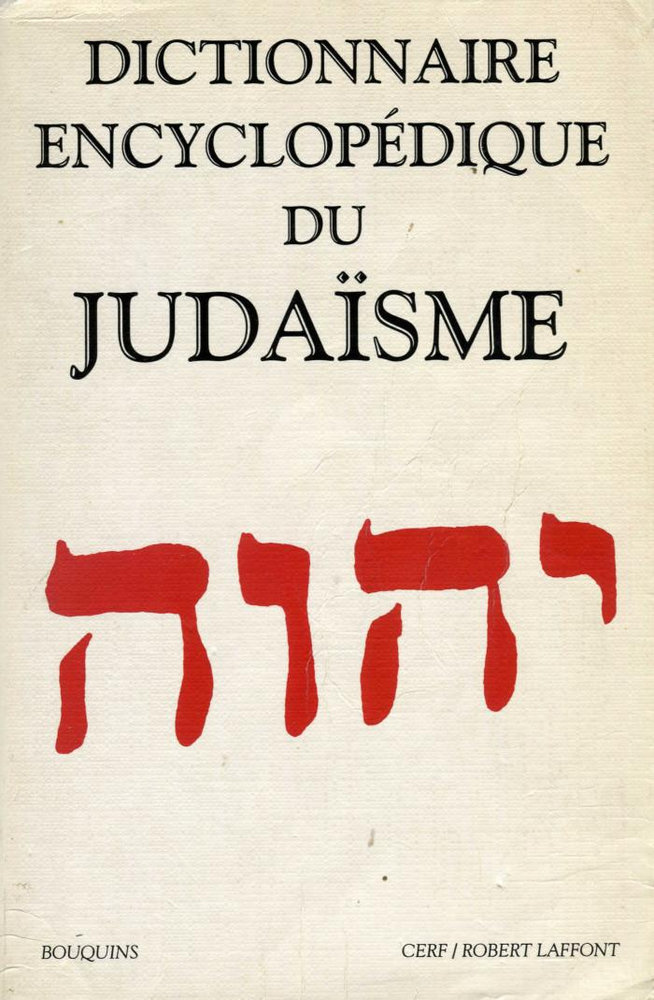 DICTIONNAIRE
ENCYCLOPÉDIQUE
DU
JUDAÏSME
יהוה
BOUQUINS
CERF / ROBERT LAFFONT